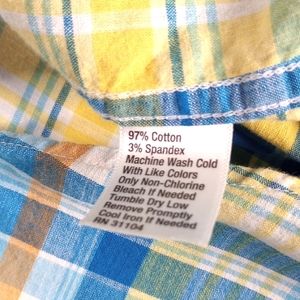 97% Cotton
3% Spandex
Machine Wash Cold
With Like Colors
Only Non-Chlorine
Bleach If Needed
Tumble Dry Low
Remove Promptly
Cool Iron If Needed
RN 31104